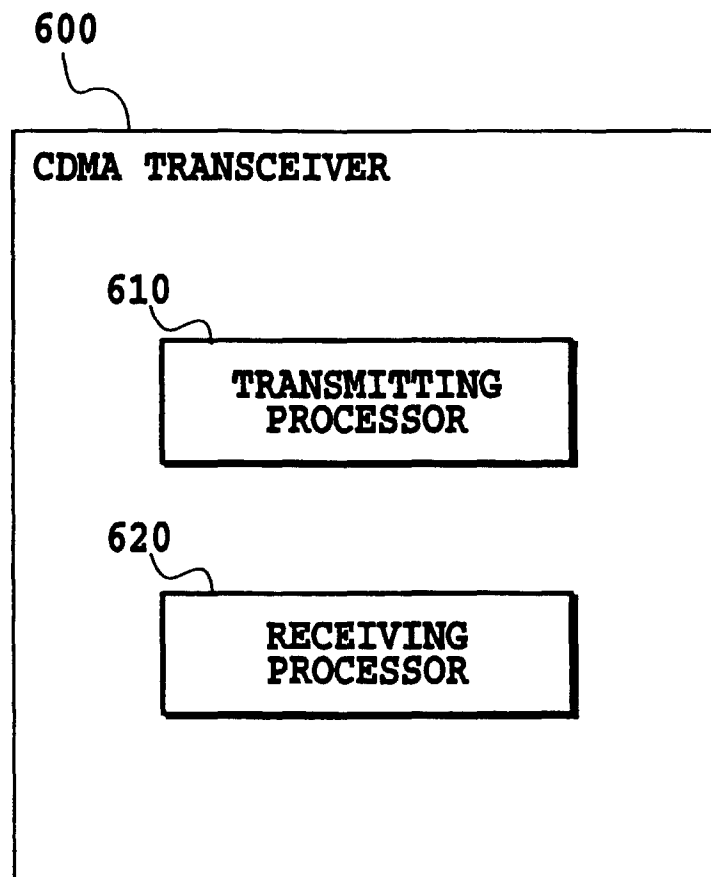 600
CDMA TRANSCEIVER
610
TRANSMITTING
PROCESSOR
620
RECEIVING
PROCESSOR